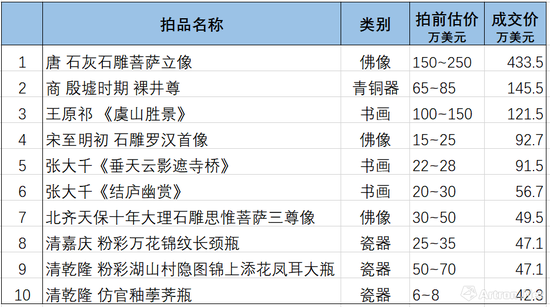 拍品名称 类别 拍前估价 万美元 成交价 万美元
1 唐 石灰石雕菩萨立像 佛像 150~250 433.5
2 商 殷墟时期 裸井尊 青铜器 65~85 145.5
3 王原祁 《虞山胜景》 书画 100~150 121.5
4 宋至明初 石雕罗汉首像 佛像 15~25 92.7
5 张大千《垂天云影遮寺桥》 书画 22~28 91.5
6 张大千《结庐幽赏》 书画 20~30 56.7
7 北齐天保十年大理石雕思惟菩萨三尊像 佛像 30~50 49.5
8 清嘉庆 粉彩万花锦纹长颈瓶 瓷器 25~35 47.1
9 清乾隆 粉彩湖山村隐图锦上添花凤耳大瓶 瓷器 50~70 47.1
10 清乾隆 仿官釉荸荠瓶 瓷器 6~8